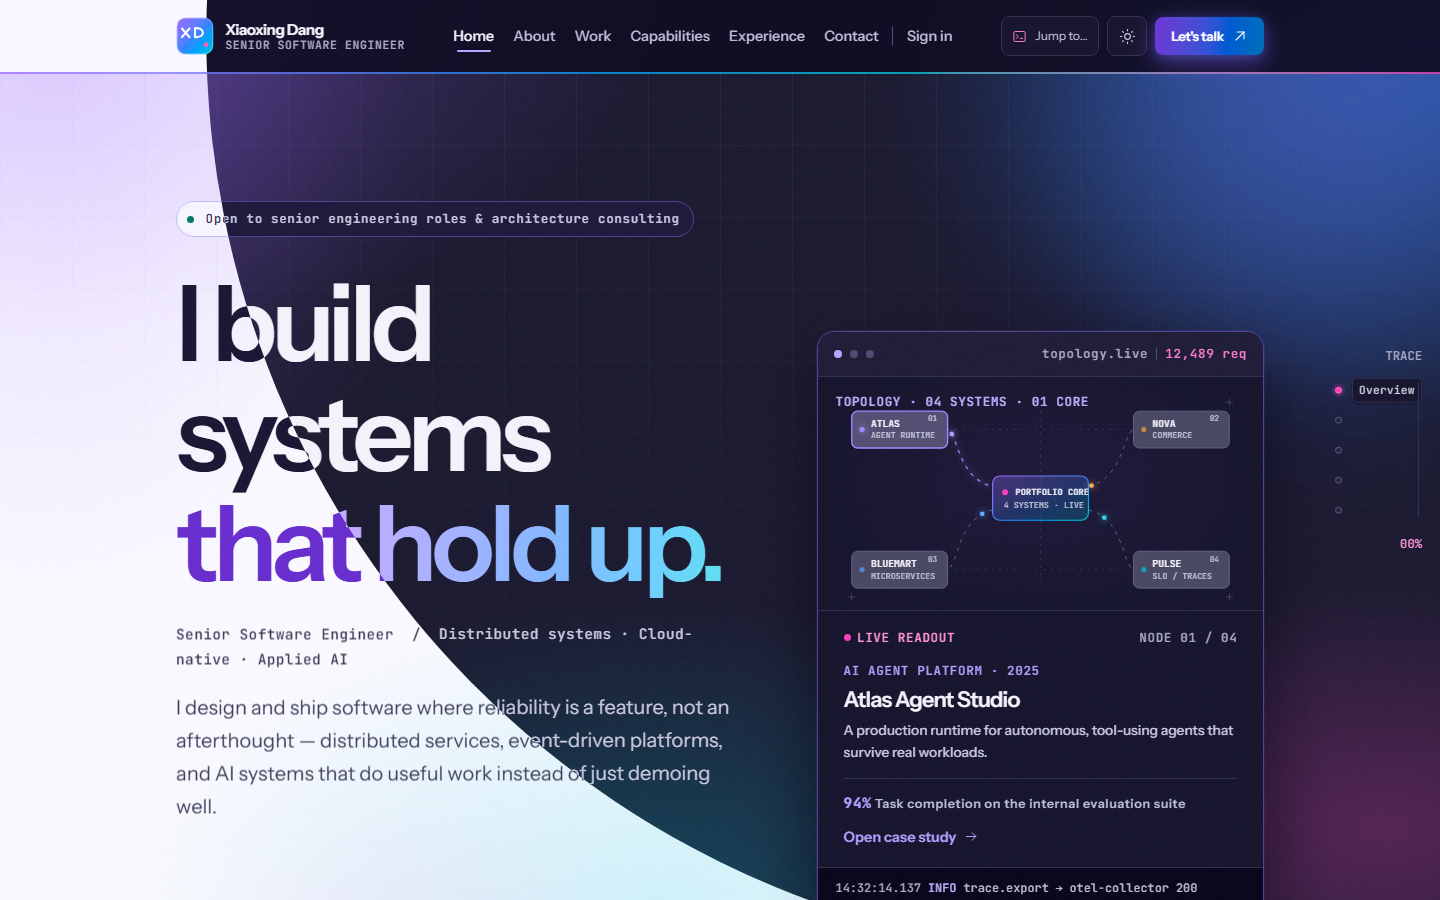 XD
Xiaoxing Dang
SENIOR SOFTWARE ENGINEER
Home
About
Work
Capabilities
Experience
Contact
Sign in
Jump to...
Let's talk
Open to senior engineering roles & architecture consulting
I build
systems
that hold up.
Senior Software Engineer / Distributed systems · Cloud-
native · Applied AI
I design and ship software where reliability is a feature, not an
afterthought — distributed services, event-driven platforms,
and AI systems that do useful work instead of just demoing
well.
topology.live | 12,489 req
TOPOLOGY · 04 SYSTEMS · 01 CORE
ATLAS 01
AGENT RUNTIME
NOVA 02
COMMERCE
PORTFOLIO CORE
4 SYSTEMS · LIVE
BLUEMART 03
MICROSERVICES
PULSE 04
SLO / TRACES
LIVE READOUT
NODE 01 / 04
AI AGENT PLATFORM · 2025
Atlas Agent Studio
A production runtime for autonomous, tool-using agents that
survive real workloads.
94% Task completion on the internal evaluation suite
Open case study →
14:32:14.137 INFO trace.export → otel-collector 200
TRACE
Overview
00%